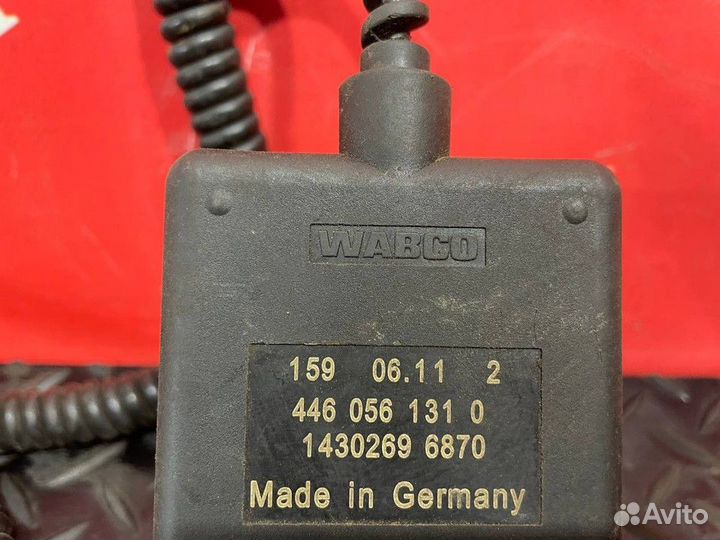 WABCO
159 06.11 2
446 056 131 0
1430269 6870
Made in Germany
Avito